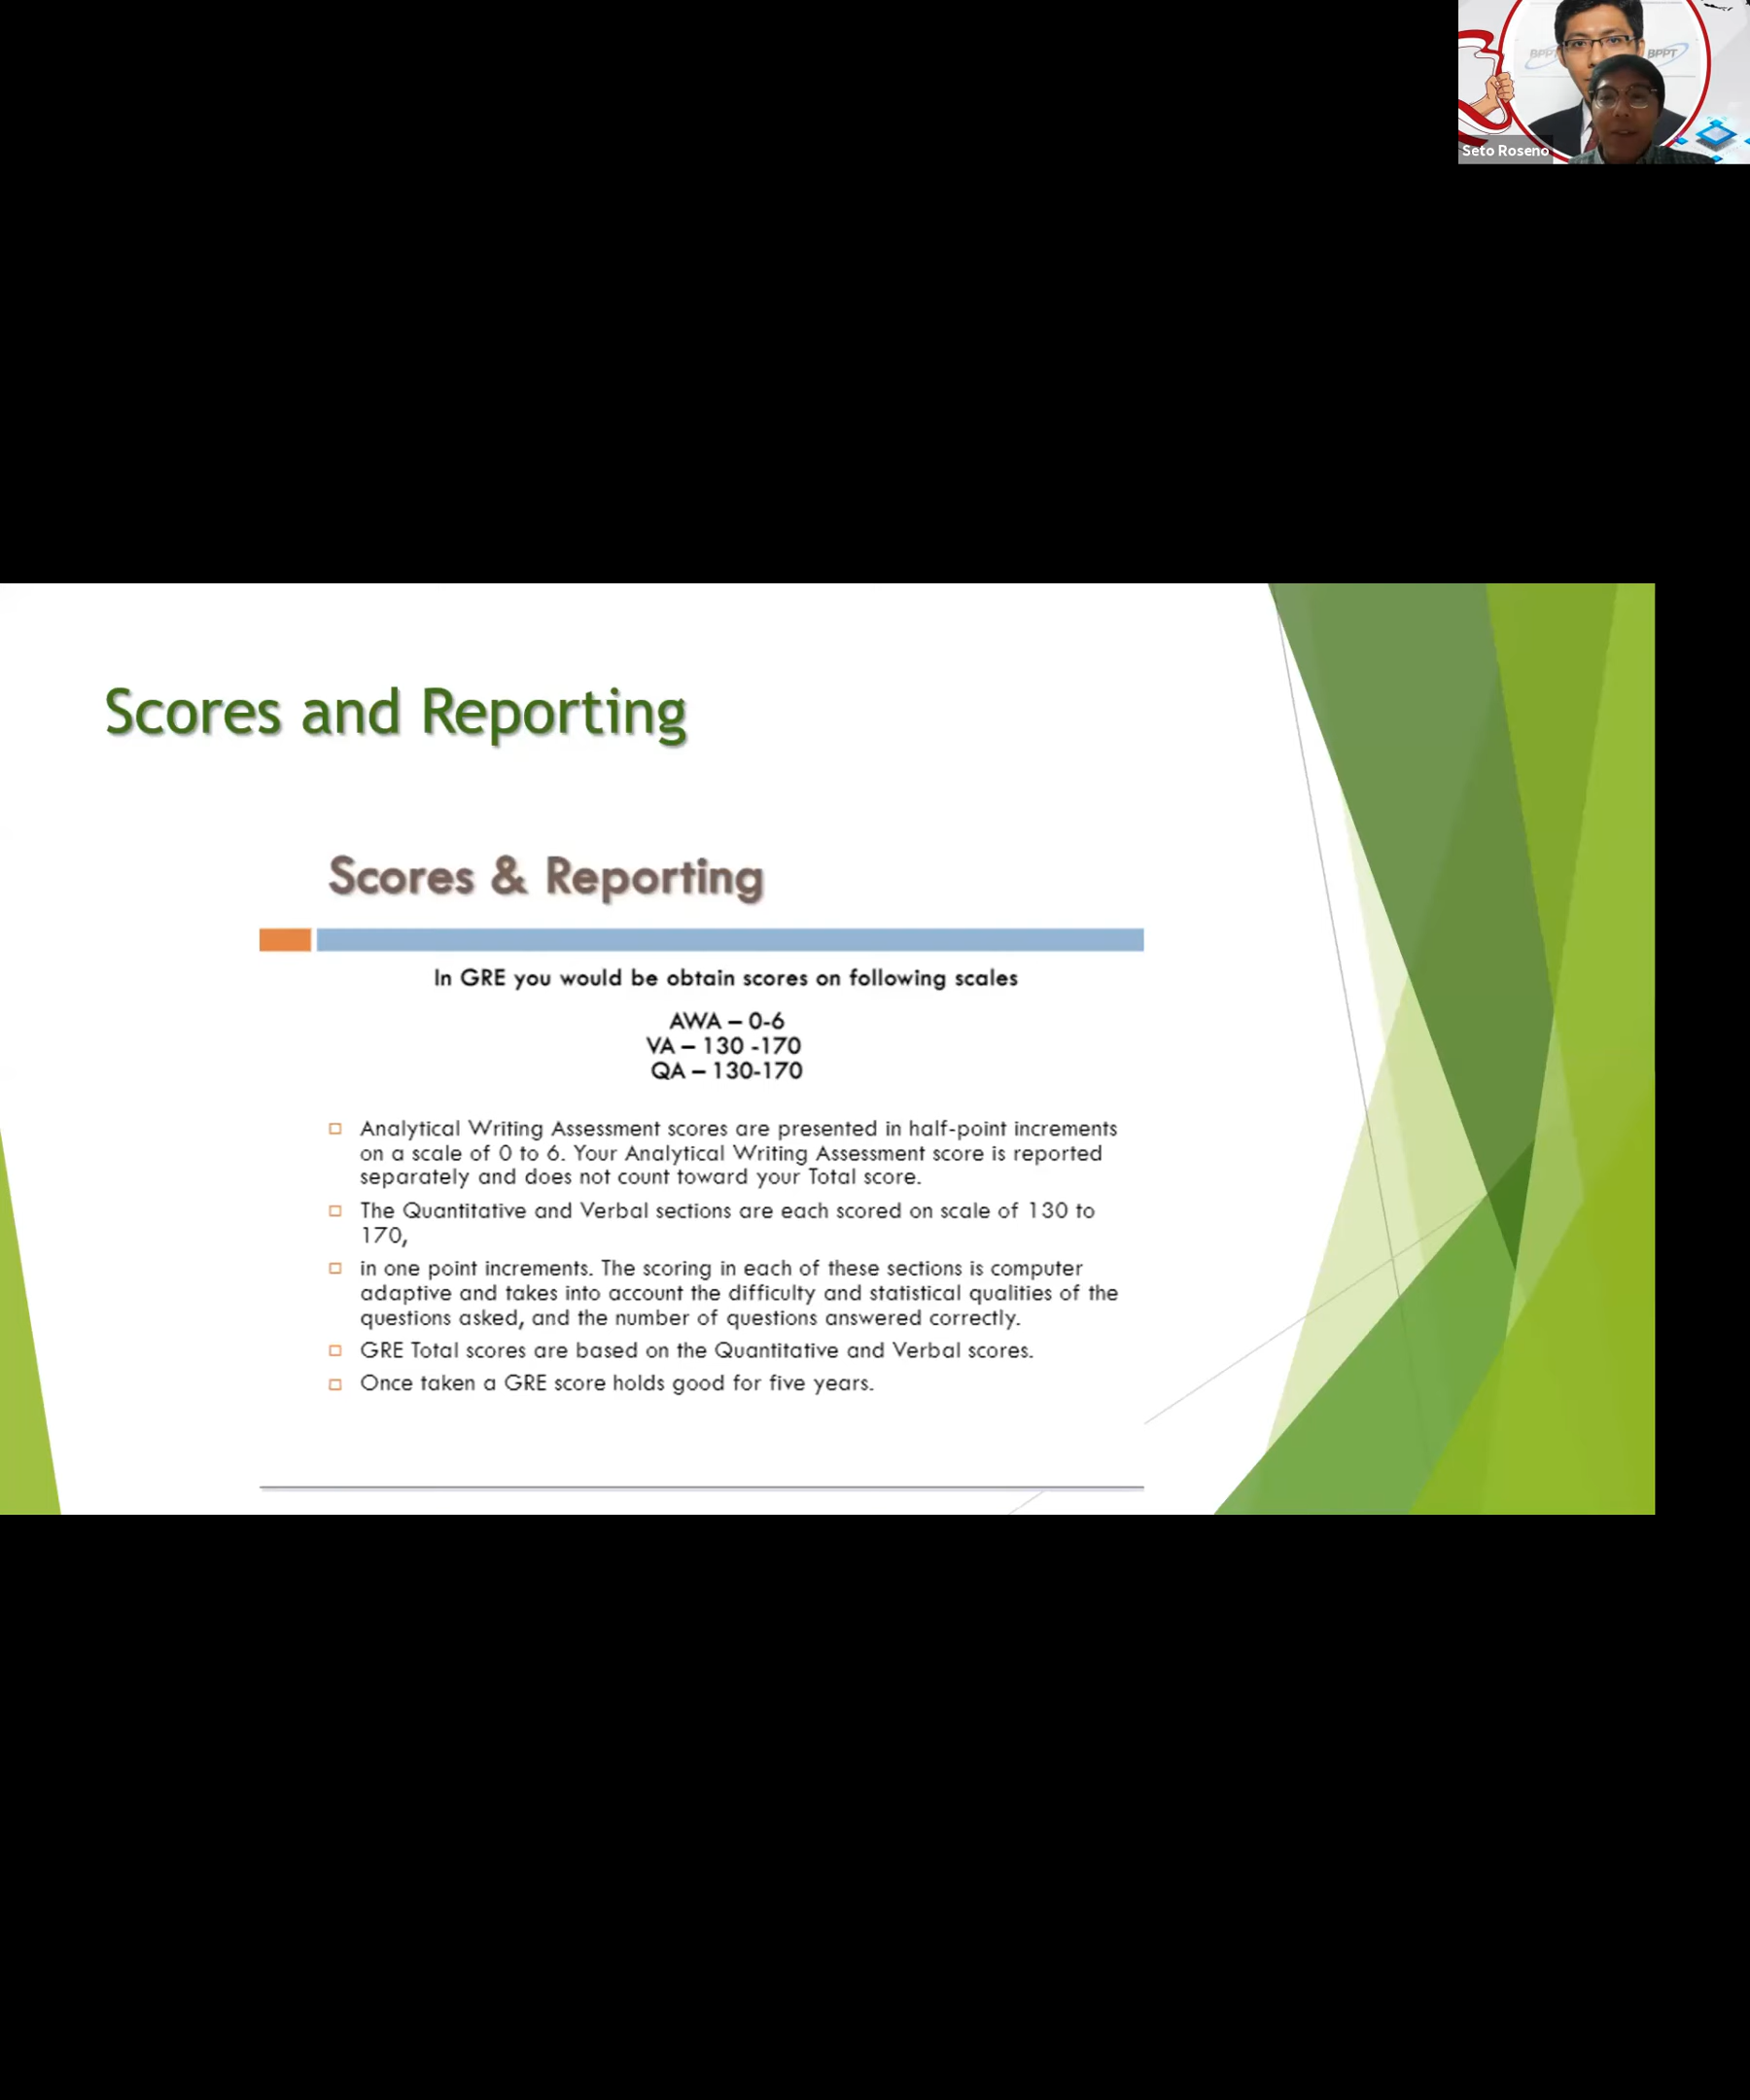 BPPT
BPPT
Seto Roseno
Scores and Reporting
Scores & Reporting
In GRE you would be obtain scores on following scales
AWA – 0-6
VA – 130 -170
QA – 130-170
Analytical Writing Assessment scores are presented in half-point increments
on a scale of 0 to 6. Your Analytical Writing Assessment score is reported
separately and does not count toward your Total score.
The Quantitative and Verbal sections are each scored on scale of 130 to
170,
in one point increments. The scoring in each of these sections is computer
adaptive and takes into account the difficulty and statistical qualities of the
questions asked, and the number of questions answered correctly.
GRE Total scores are based on the Quantitative and Verbal scores.
Once taken a GRE score holds good for five years.